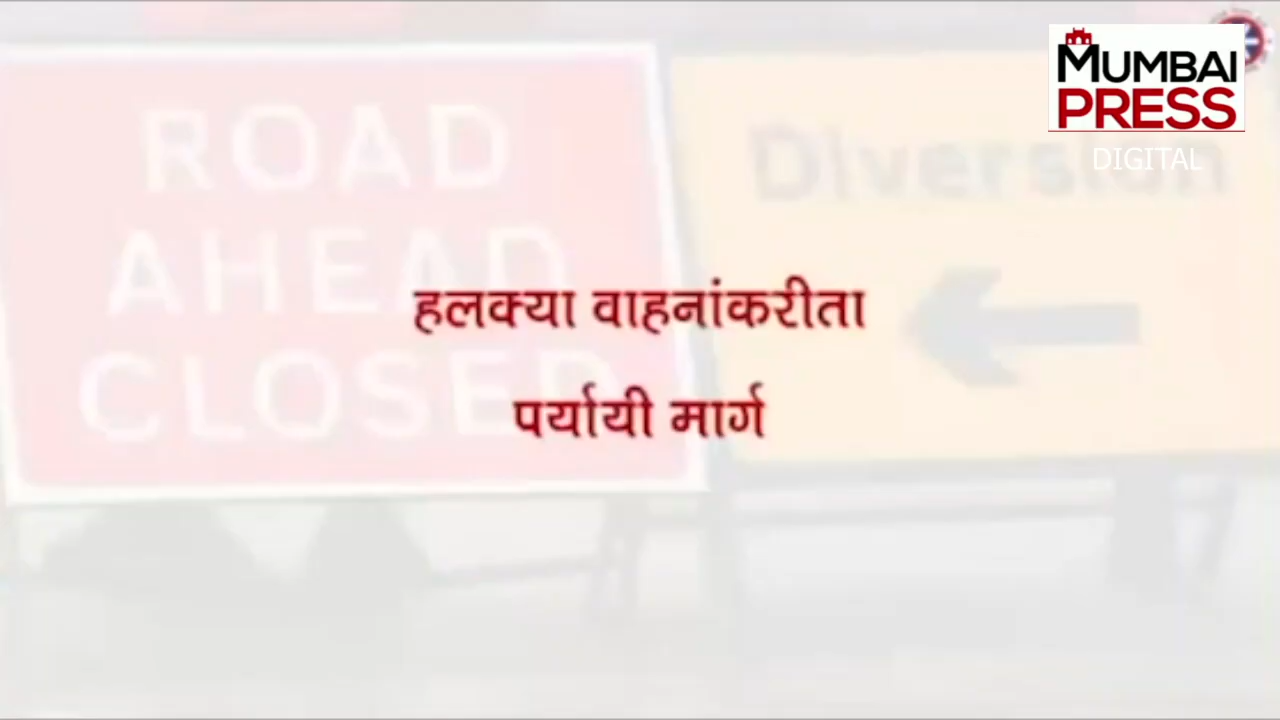 MUMBAI
PRESS
DIGITAL
ROAD
AHEAD
CLOSED
Diversion
हलक्या वाहनांकरीता
पर्यायी मार्ग